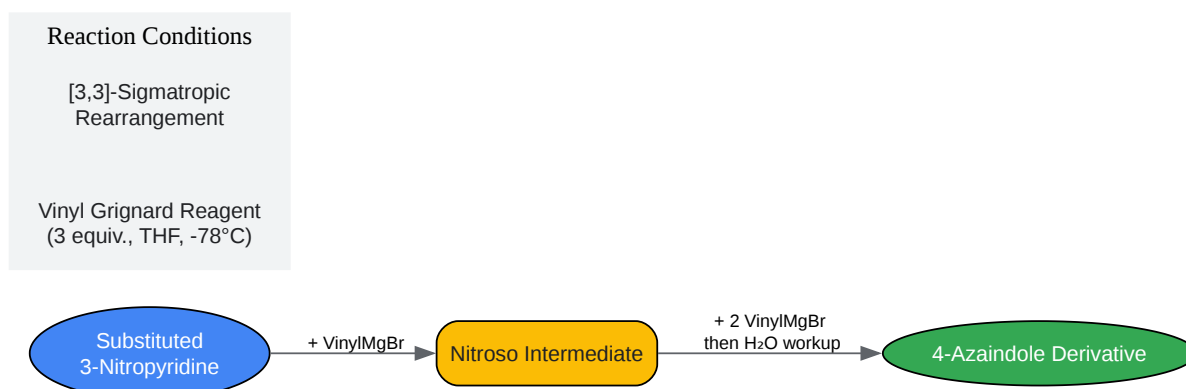 Reaction Conditions
[3,3]-Sigmatropic
Rearrangement
Vinyl Grignard Reagent
(3 equiv., THF, -78°C)
Substituted
3-Nitropyridine
+ VinylMgBr
Nitroso Intermediate
+ 2 VinylMgBr
then H₂O workup
4-Azaindole Derivative